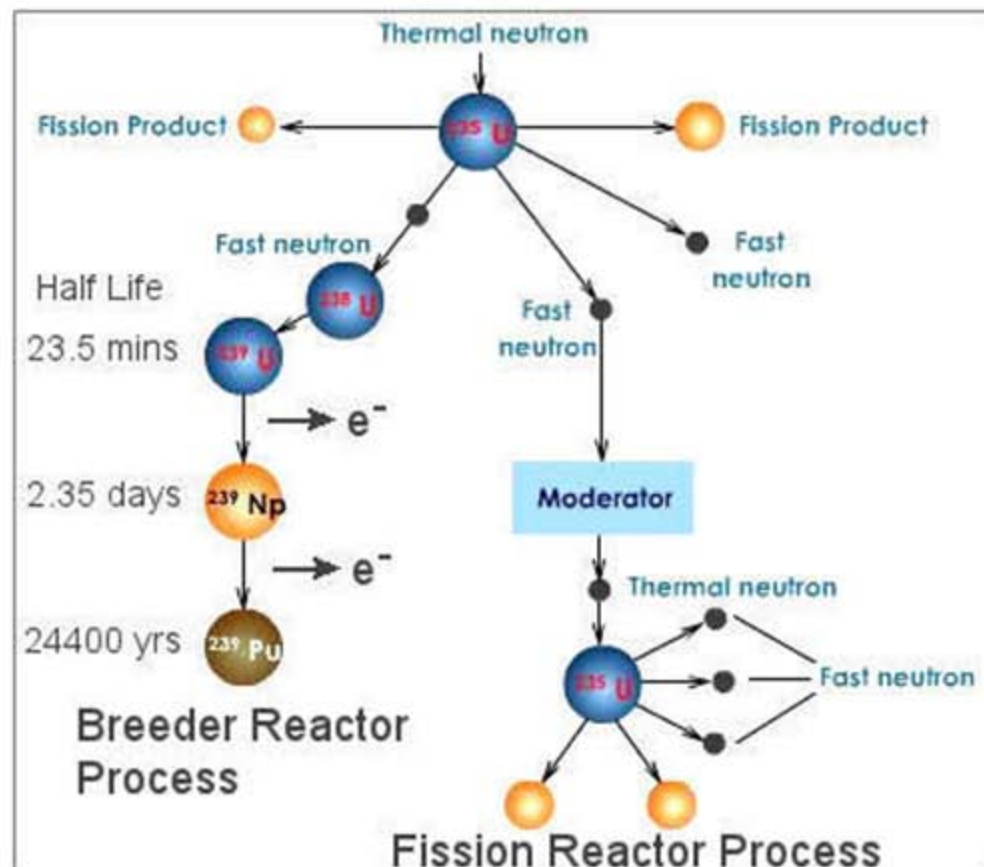 Thermal neutron
Fission Product
235 U
Fission Product
Fast neutron
Fast
neutron
Half Life
238 U
Fast
neutron
23.5 mins
239 U
e-
2.35 days
239 Np
Moderator
e-
Thermal neutron
24400 yrs
239 Pu
235 U
Fast neutron
Breeder Reactor
Process
Fission Reactor Process